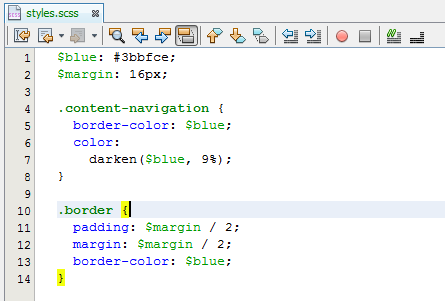 styles.scss
1 $blue: #3bbfce;
2 $margin: 16px;
3
4 .content-navigation {
5 border-color: $blue;
6 color:
7 darken($blue, 9%);
8 }
9
10 .border {
11 padding: $margin / 2;
12 margin: $margin / 2;
13 border-color: $blue;
14 }